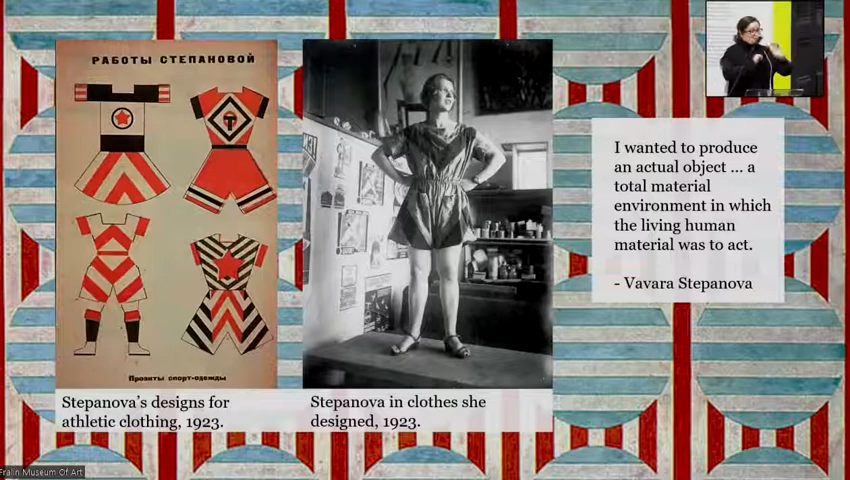 РАБОТЫ СТЕПАНОВОЙ
Прозиты спорт-одежды
Stepanova's designs for
athletic clothing, 1923.
Stepanova in clothes she
designed, 1923.
I wanted to produce
an actual object ... a
total material
environment in which
the living human
material was to act.
- Vavara Stepanova
Fralin Museum Of Art